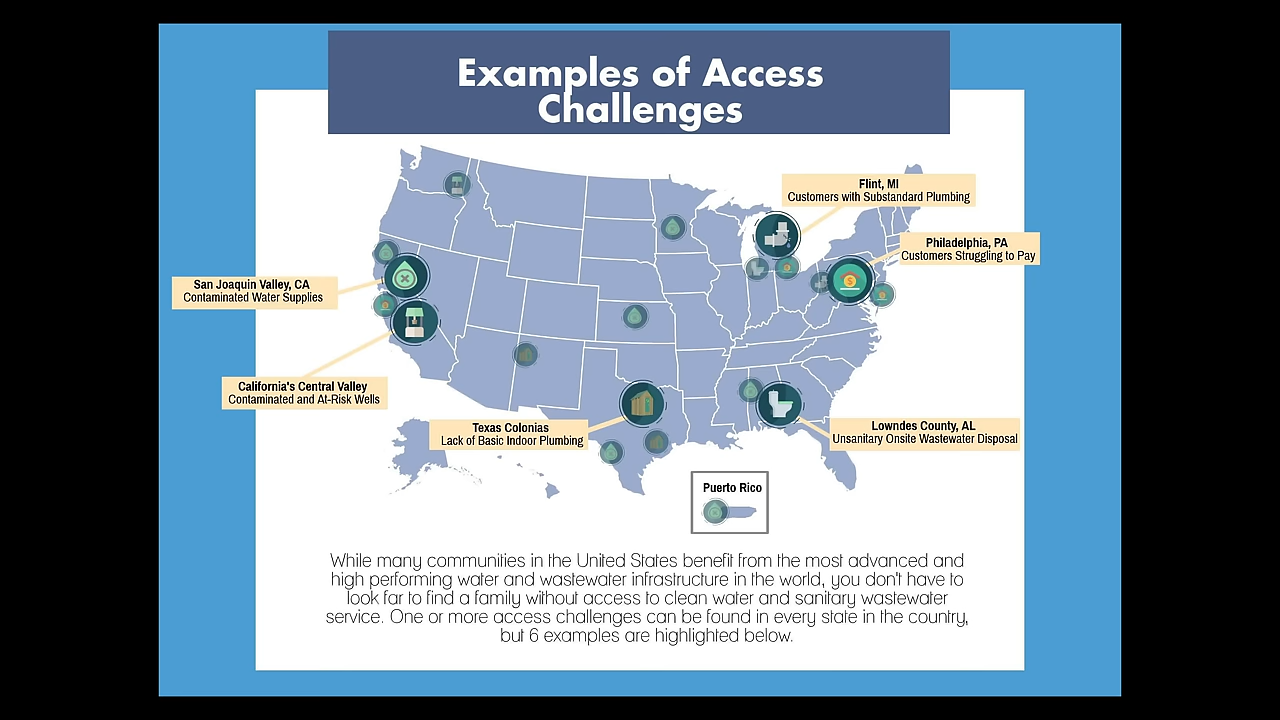 Examples of Access
Challenges
Flint, MI
Customers with Substandard Plumbing
Philadelphia, PA
Customers Struggling to Pay
San Joaquin Valley, CA
Contaminated Water Supplies
California's Central Valley
Contaminated and At-Risk Wells
Texas Colonias
Lack of Basic Indoor Plumbing
Lowndes County, AL
Unsanitary Onsite Wastewater Disposal
Puerto Rico
While many communities in the United States benefit from the most advanced and
high performing water and wastewater infrastructure in the world, you don't have to
look far to find a family without access to clean water and sanitary wastewater
service. One or more access challenges can be found in every state in the country,
but 6 examples are highlighted below.